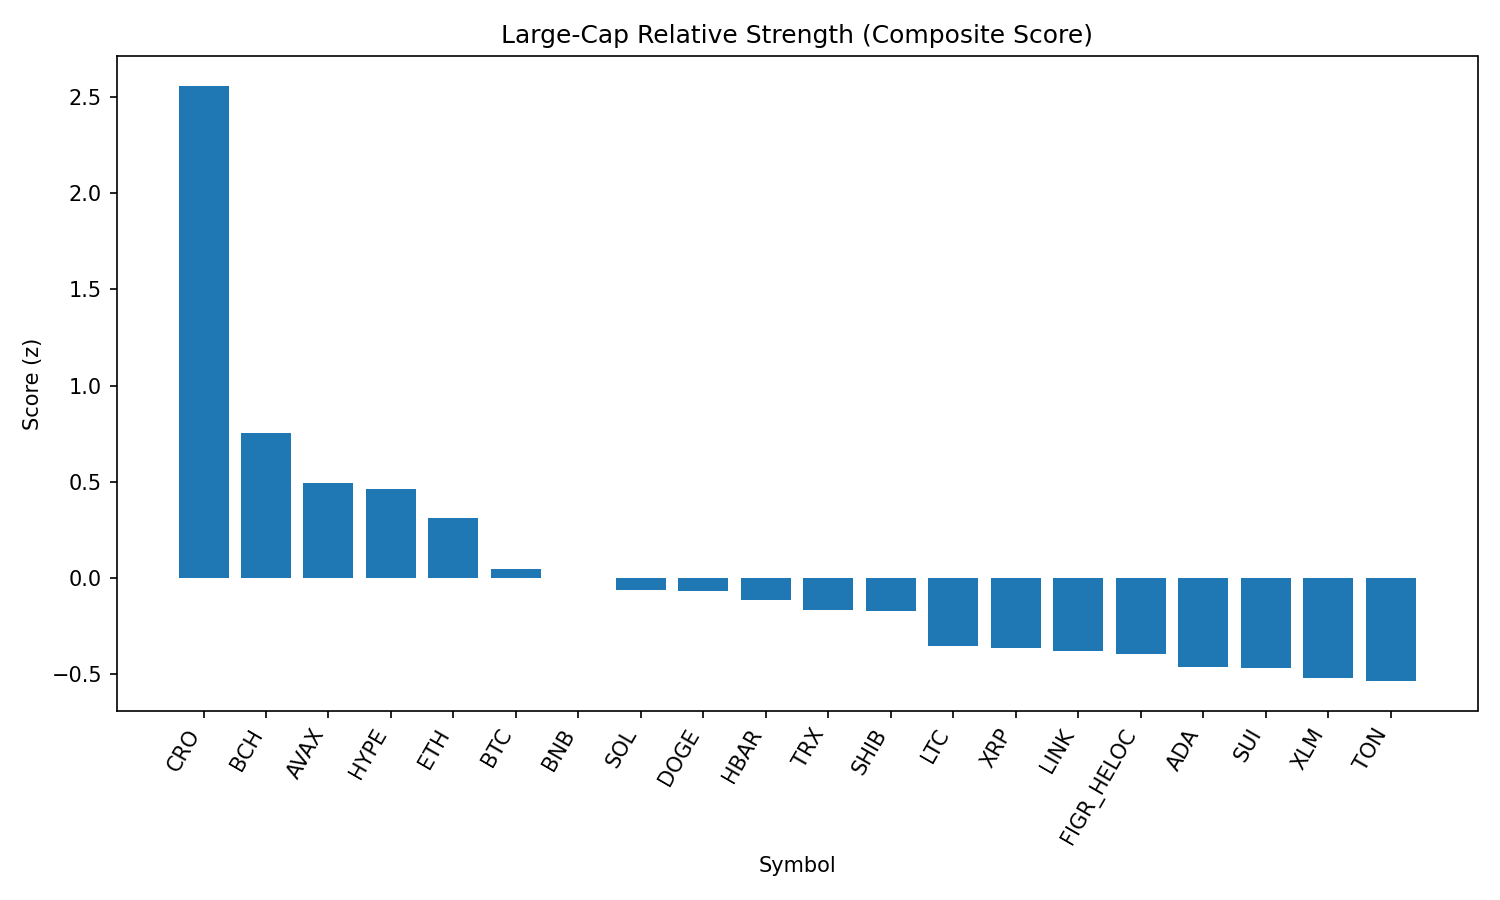 Large-Cap Relative Strength (Composite Score)
Score (z)
2.5
2.0
1.5
1.0
0.5
0.0
−0.5
CRO
BCH
AVAX
HYPE
ETH
BTC
BNB
SOL
DOGE
HBAR
TRX
SHIB
LTC
XRP
LINK
FIGR_HELOC
ADA
SUI
XLM
TON
Symbol